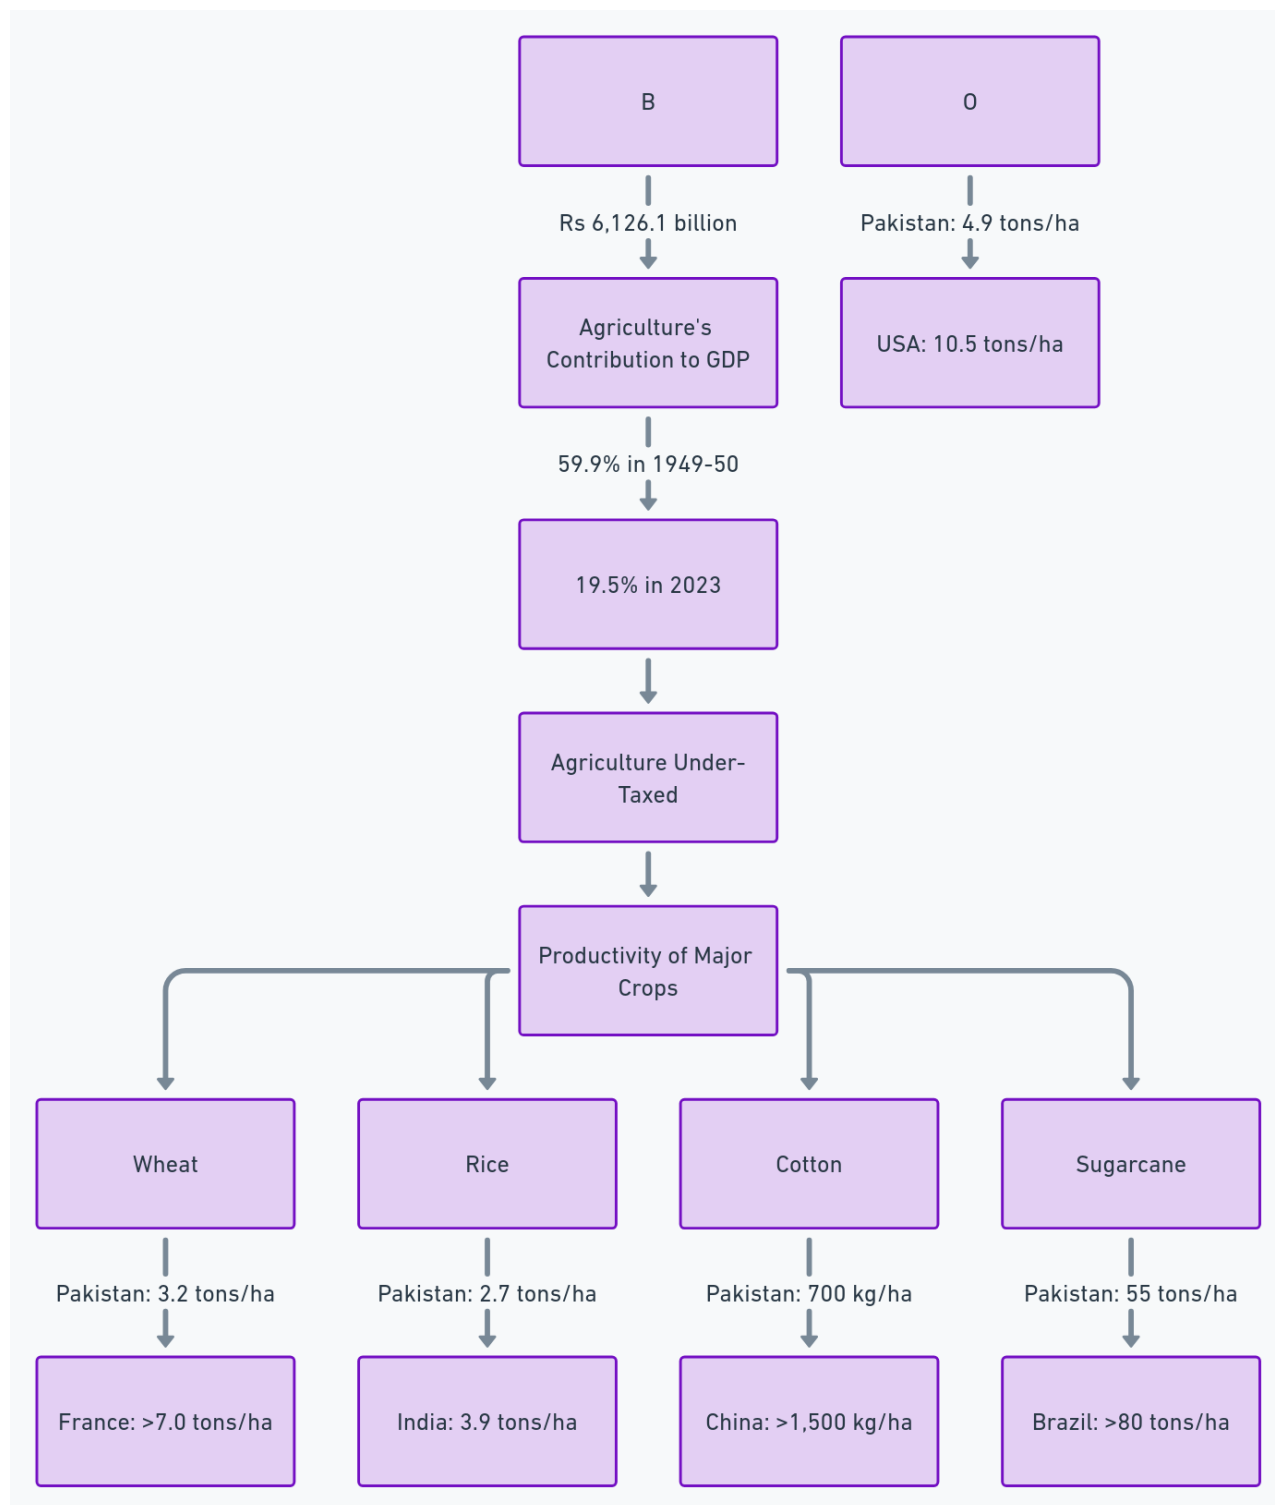 B
O
Rs 6,126.1 billion
Pakistan: 4.9 tons/ha
Agriculture's
Contribution to GDP
USA: 10.5 tons/ha
59.9% in 1949-50
19.5% in 2023
Agriculture Under-
Taxed
Productivity of Major
Crops
Wheat
Rice
Cotton
Sugarcane
Pakistan: 3.2 tons/ha
Pakistan: 2.7 tons/ha
Pakistan: 700 kg/ha
Pakistan: 55 tons/ha
France: >7.0 tons/ha
India: 3.9 tons/ha
China: >1,500 kg/ha
Brazil: >80 tons/ha